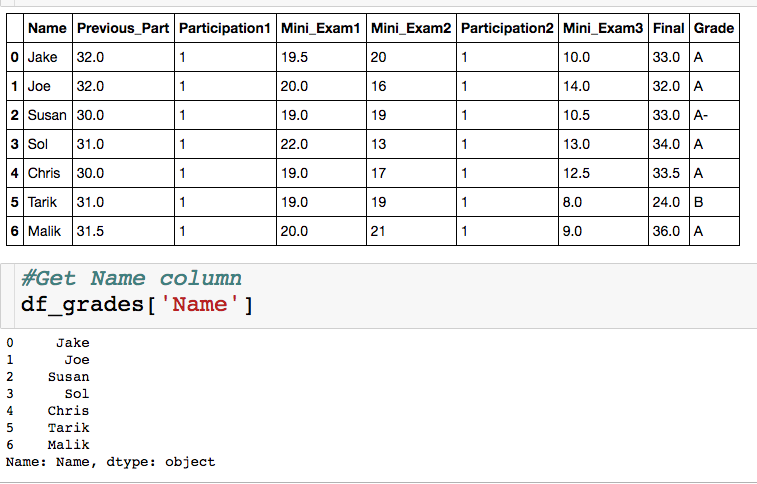 Name Previous_Part Participation1 Mini_Exam1 Mini_Exam2 Participation2 Mini_Exam3 Final Grade
0 Jake 32.0 1 19.5 20 1 10.0 33.0 A
1 Joe 32.0 1 20.0 16 1 14.0 32.0 A
2 Susan 30.0 1 19.0 19 1 10.5 33.0 A-
3 Sol 31.0 1 22.0 13 1 13.0 34.0 A
4 Chris 30.0 1 19.0 17 1 12.5 33.5 A
5 Tarik 31.0 1 19.0 19 1 8.0 24.0 B
6 Malik 31.5 1 20.0 21 1 9.0 36.0 A
#Get Name column
df_grades['Name']
0 Jake
1 Joe
2 Susan
3 Sol
4 Chris
5 Tarik
6 Malik
Name: Name, dtype: object